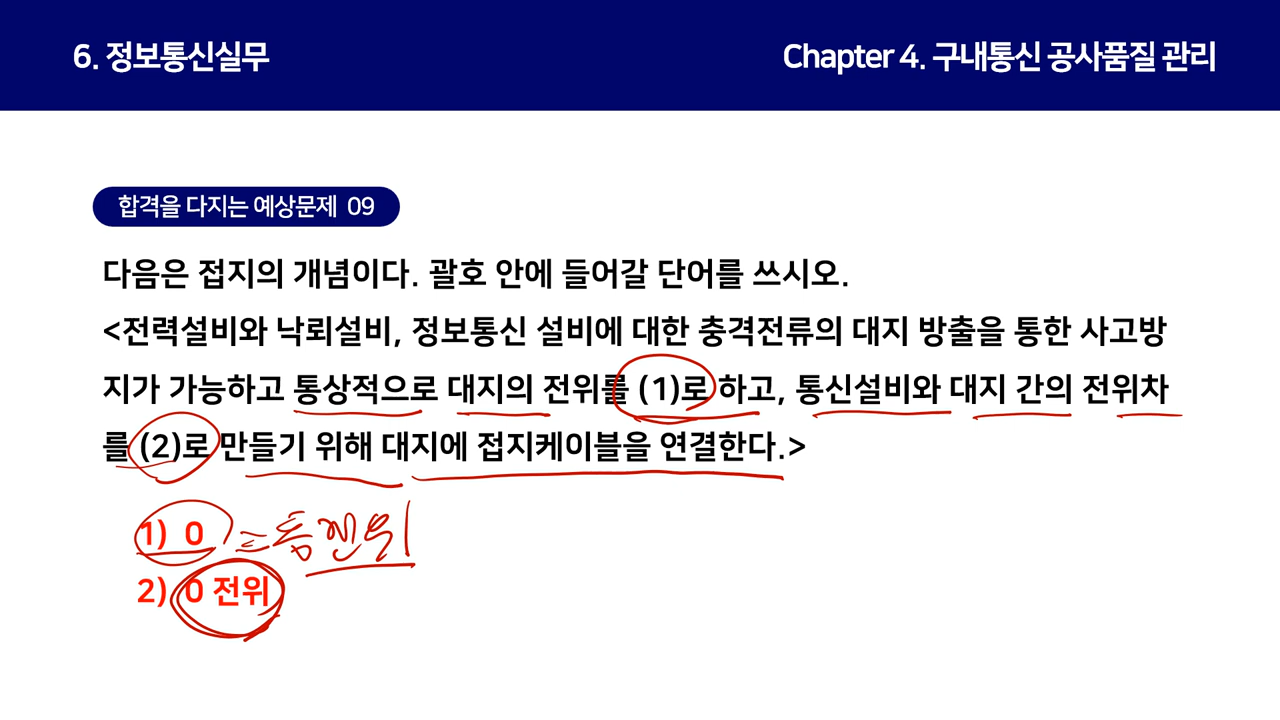 6. 정보통신실무
Chapter 4. 구내통신 공사품질 관리
합격을 다지는 예상문제 09
다음은 접지의 개념이다. 괄호 안에 들어갈 단어를 쓰시오.
<전력설비와 낙뢰설비, 정보통신 설비에 대한 충격전류의 대지 방출을 통한 사고방
지가 가능하고 통상적으로 대지의 전위를 (1)로 하고, 통신설비와 대지 간의 전위차
를 (2)로 만들기 위해 대지에 접지케이블을 연결한다.>
1) 0
2) 0 전위